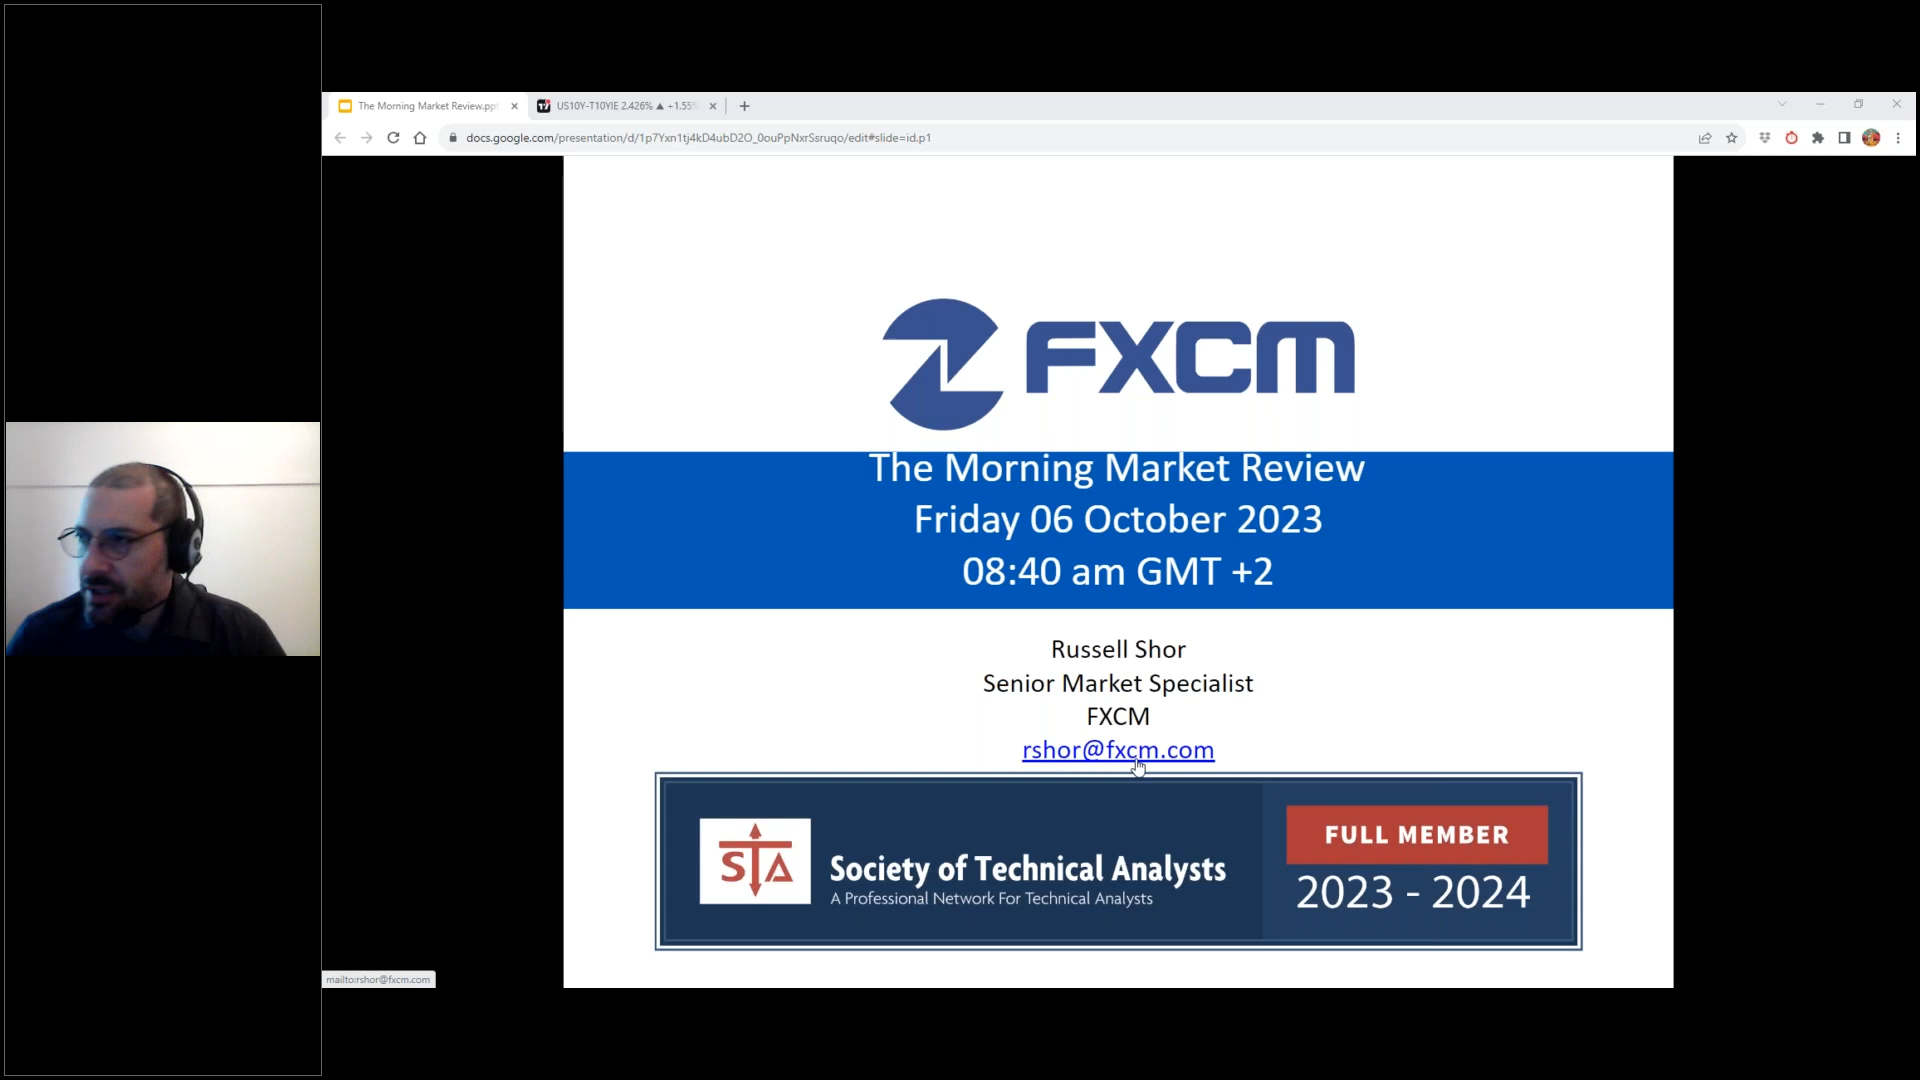 The Morning Market Review.ppt
US10Y-T10YIE 2.426% ▲ +1.55%
docs.google.com/presentation/d/1p7Yxn1tj4kD4ubD2O_0ouPpNxrSsruqo/edit#slide=id.p1
FXCM
The Morning Market Review
Friday 06 October 2023
08:40 am GMT +2
Russell Shor
Senior Market Specialist
FXCM
rshor@fxcm.com
STA
Society of Technical Analysts
A Professional Network For Technical Analysts
FULL MEMBER
2023 - 2024
mailto:rshor@fxcm.com